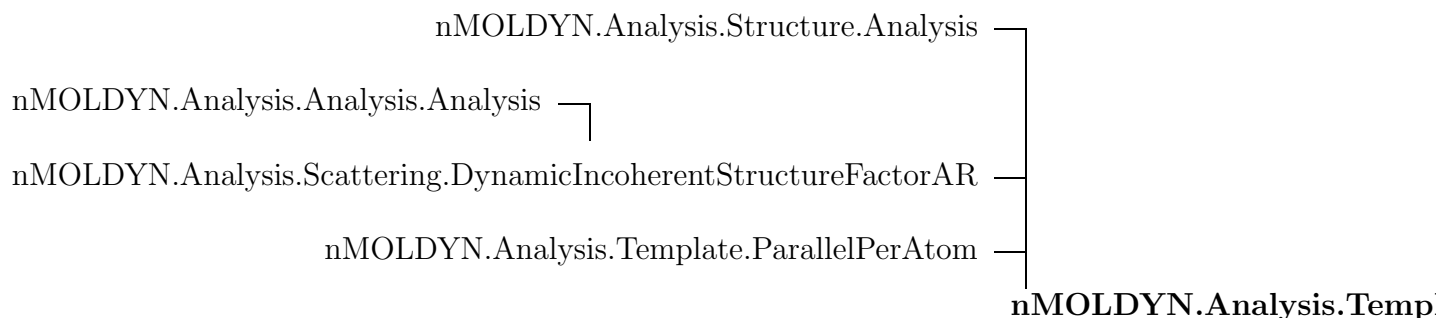 nMOLDYN.Analysis.Structure.Analysis
nMOLDYN.Analysis.Analysis.Analysis
nMOLDYN.Analysis.Scattering.DynamicIncoherentStructureFactorAR
nMOLDYN.Analysis.Template.ParallelPerAtom
nMOLDYN.Analysis.Templ